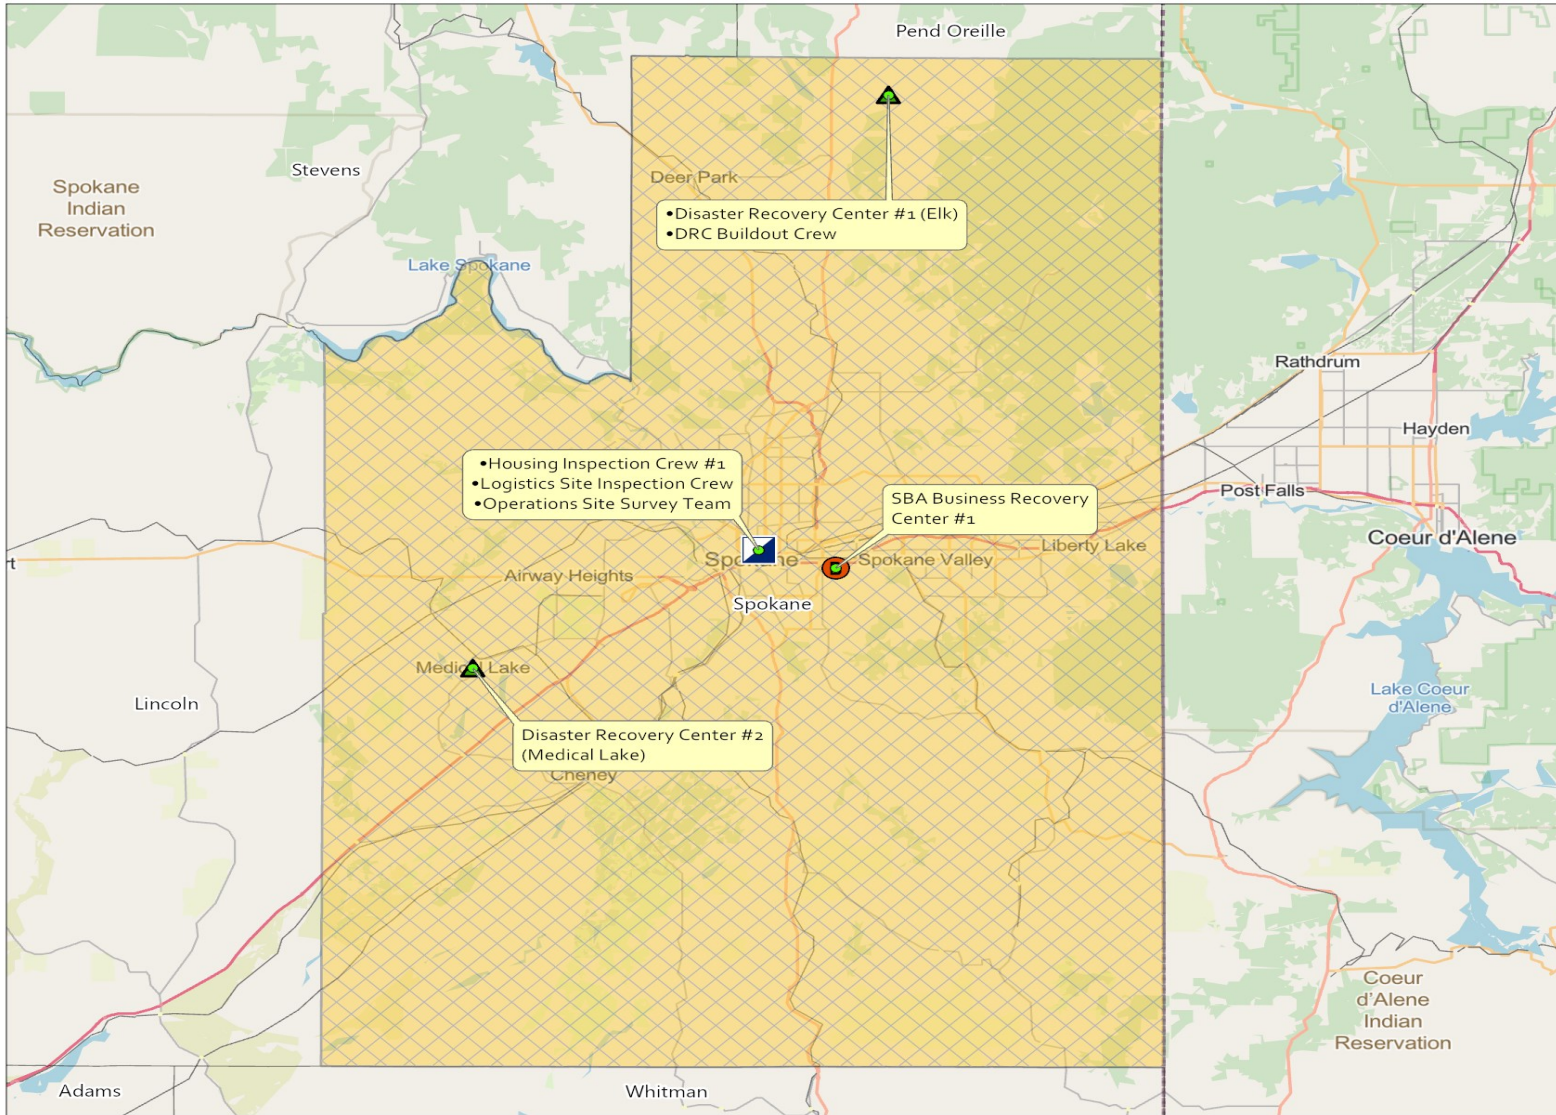 Pend Oreille
Stevens
Spokane
Indian
Reservation
Deer Park
•Disaster Recovery Center #1 (Elk)
•DRC Buildout Crew
Lake Spokane
Rathdrum
Hayden
•Housing Inspection Crew #1
•Logistics Site Inspection Crew
•Operations Site Survey Team
SBA Business Recovery
Center #1
Post Falls
Coeur d'Alene
Liberty Lake
Spokane
Spokane Valley
rt
Airway Heights
Spokane
Medical Lake
Lincoln
Lake Coeur
d'Alene
Disaster Recovery Center #2
(Medical Lake)
Cheney
Coeur
d'Alene
Indian
Reservation
Adams
Whitman